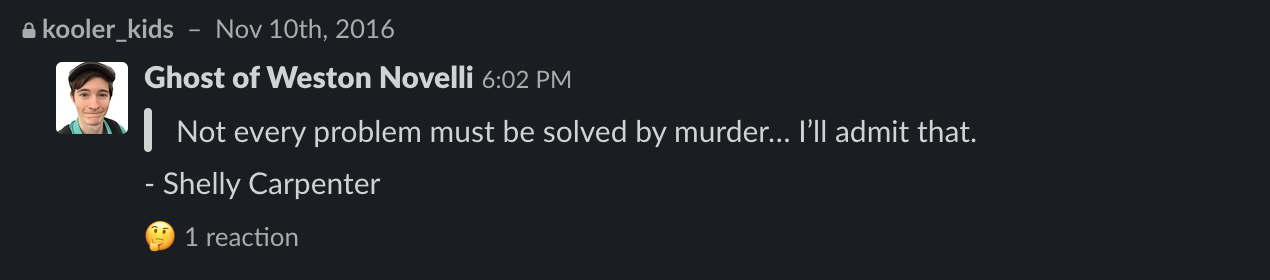 kooler_kids – Nov 10th, 2016
Ghost of Weston Novelli 6:02 PM
Not every problem must be solved by murder... I’ll admit that.
- Shelly Carpenter
🤔 1 reaction